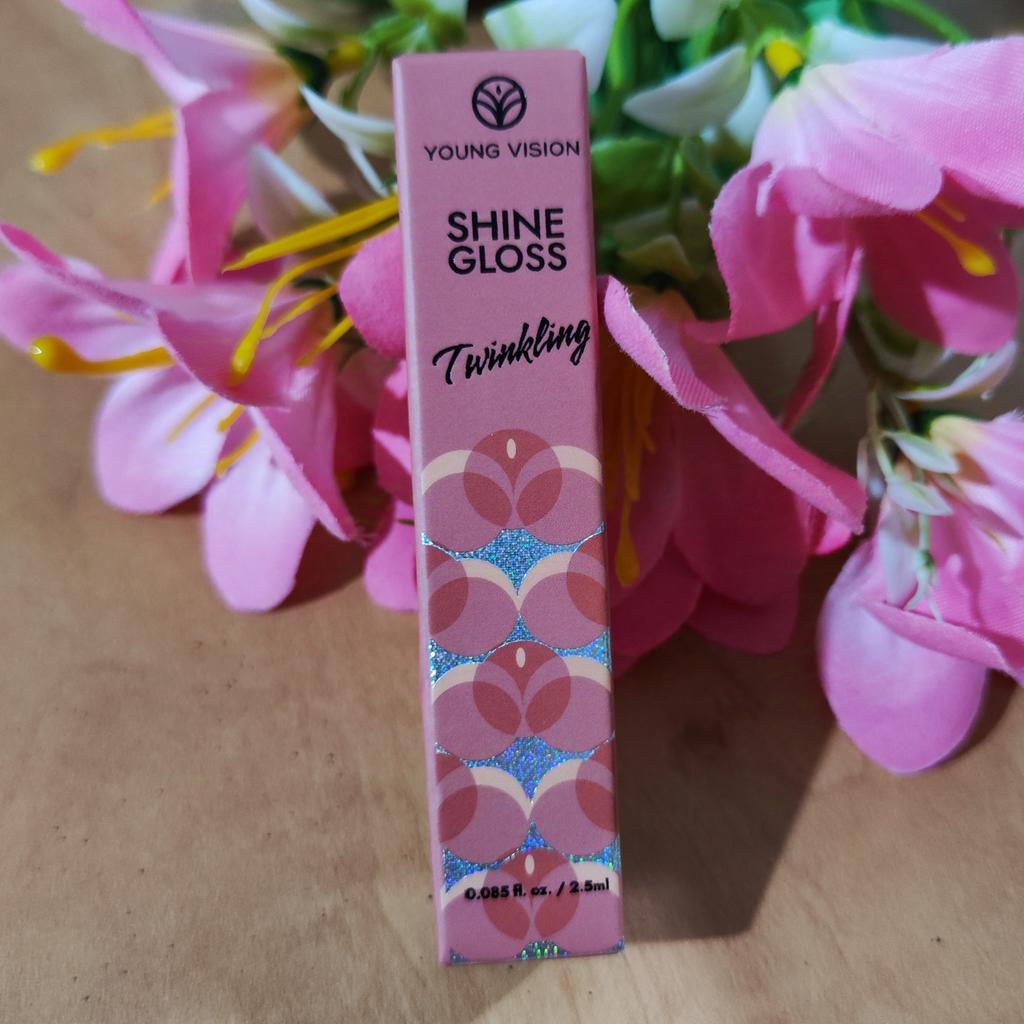 YOUNG VISION
SHINE
GLOSS
Twinkling
0.085 fl. oz. / 2.5ml